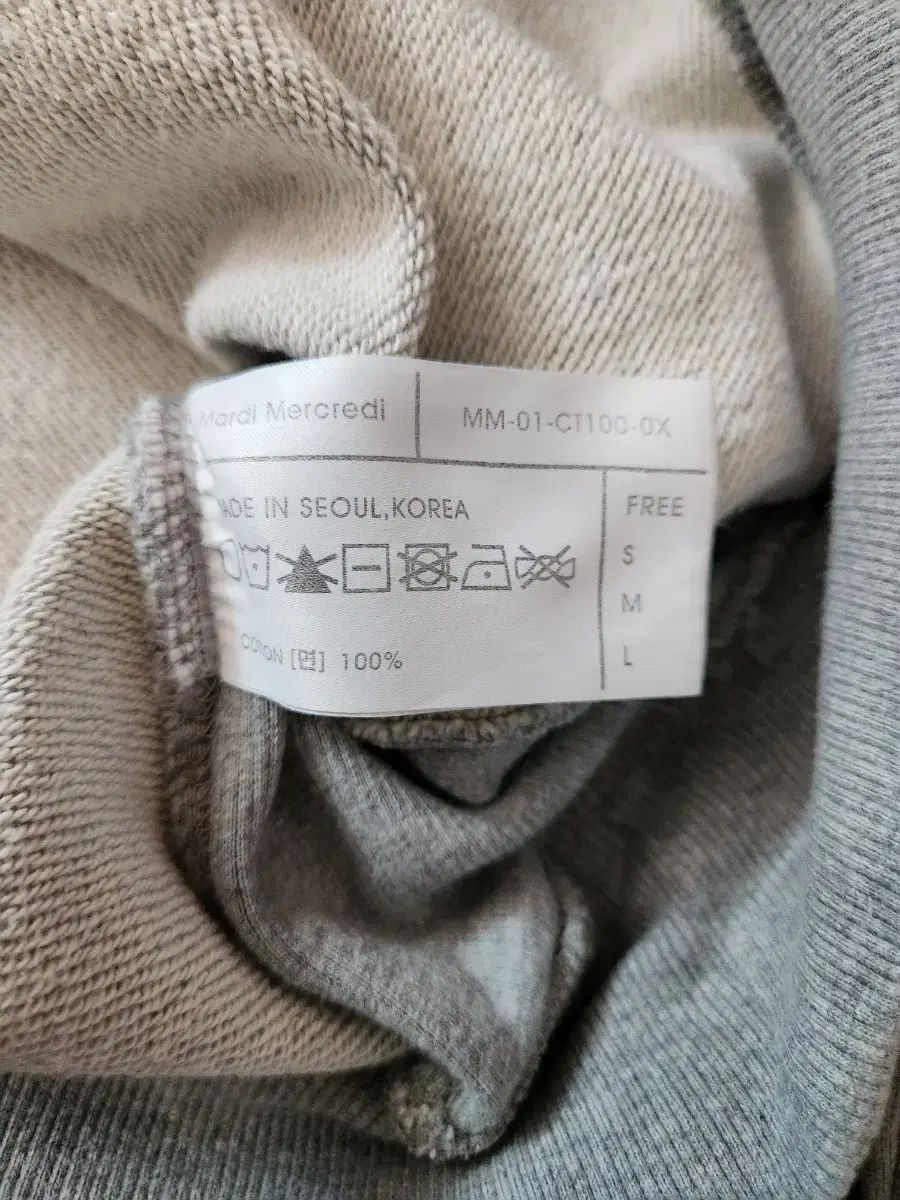 Mardi Mercredi
MM-01-CT100-0X
MADE IN SEOUL,KOREA
FREE
S
M
L
COTTON [면] 100%